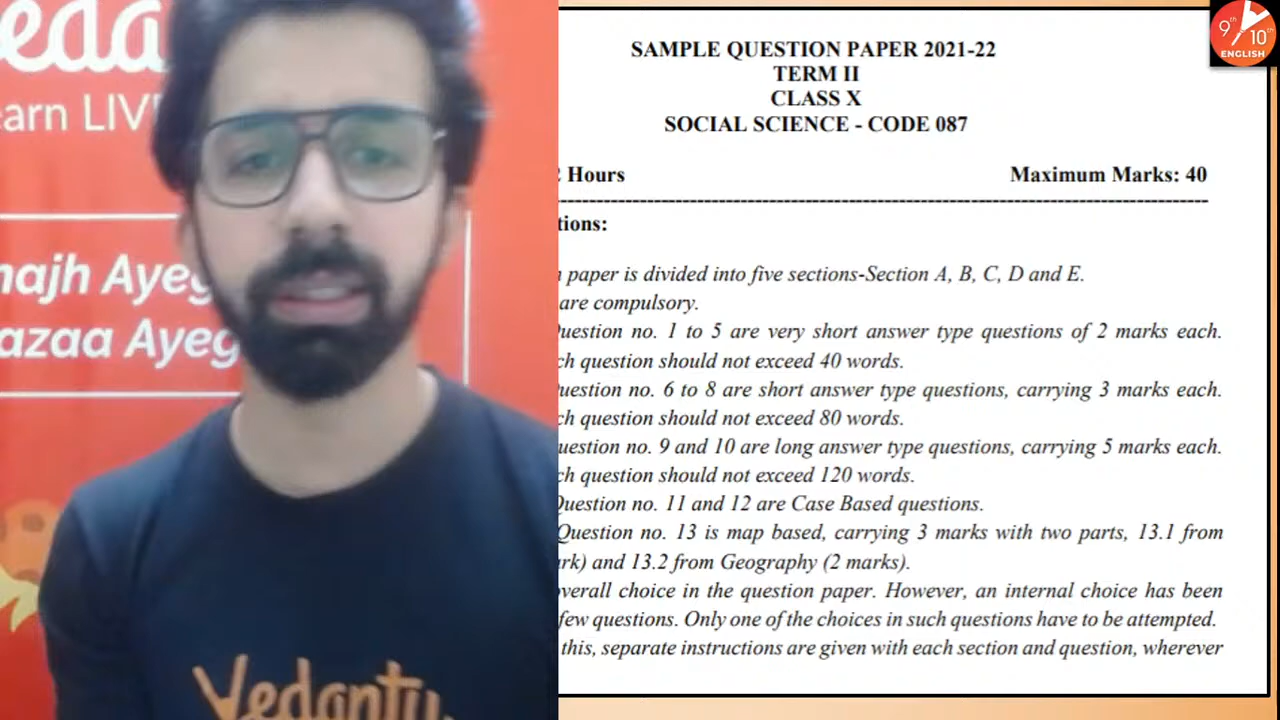 earn LIV
Ayeg
Ayeg
Vedantu
9th
10th
ENGLISH
SAMPLE QUESTION PAPER 2021-22
TERM II
CLASS X
SOCIAL SCIENCE - CODE 087
Hours
Maximum Marks: 40
tions:
paper is divided into five sections-Section A, B, C, D and E.
are compulsory.
uestion no. 1 to 5 are very short answer type questions of 2 marks each.
ch question should not exceed 40 words.
uestion no. 6 to 8 are short answer type questions, carrying 3 marks each.
ch question should not exceed 80 words.
uestion no. 9 and 10 are long answer type questions, carrying 5 marks each.
ch question should not exceed 120 words.
Question no. 11 and 12 are Case Based questions.
Question no. 13 is map based, carrying 3 marks with two parts, 13.1 from
rk) and 13.2 from Geography (2 marks).
overall choice in the question paper. However, an internal choice has been
few questions. Only one of the choices in such questions have to be attempted.
this, separate instructions are given with each section and question, wherever